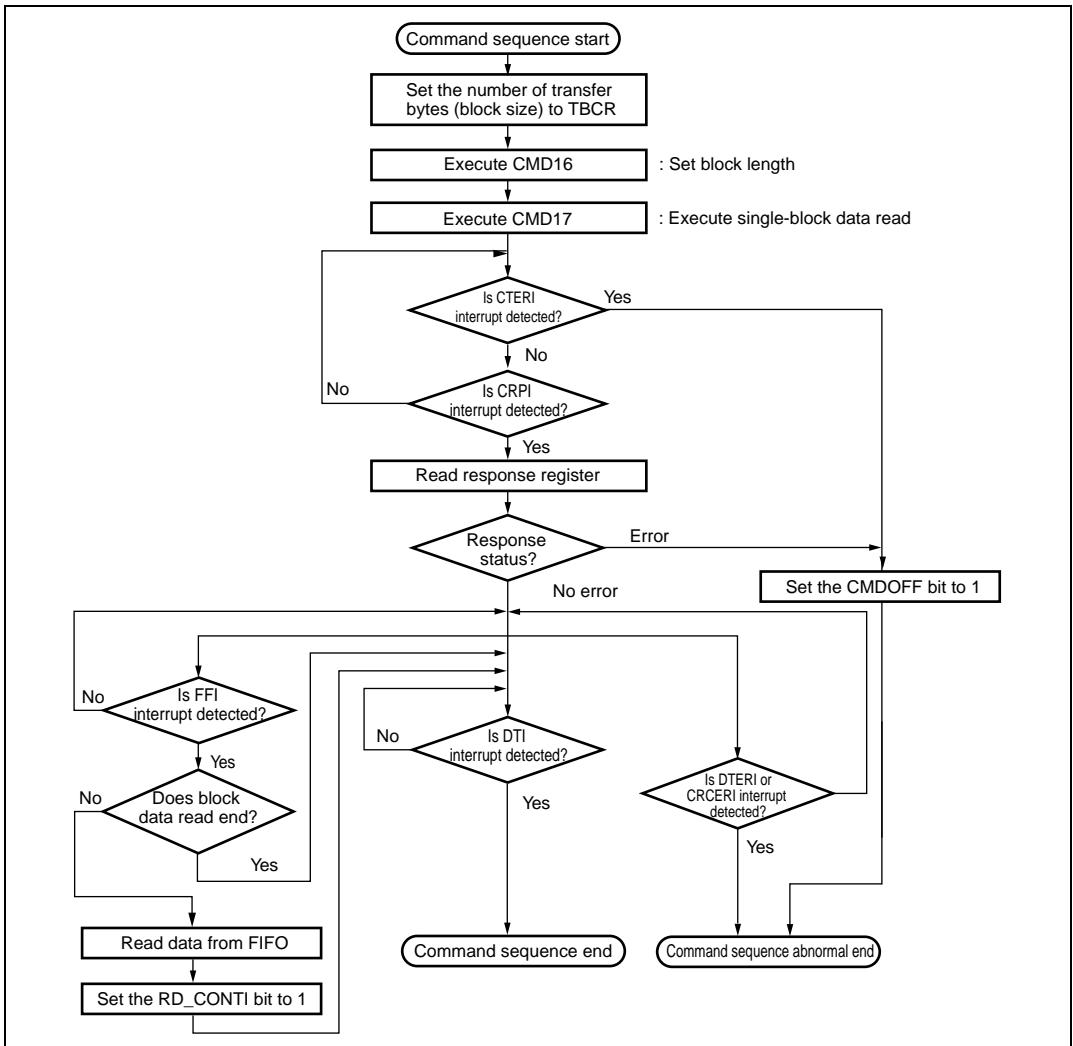 Command sequence start
Set the number of transfer
bytes (block size) to TBCR
Execute CMD16
: Set block length
Execute CMD17
: Execute single-block data read
Is CTERI
interrupt detected?
Yes
No
Is CRPI
interrupt detected?
No
Yes
Read response register
Response
status?
Error
No error
Set the CMDOFF bit to 1
Is FFI
interrupt detected?
No
Yes
Is DTI
interrupt detected?
No
Yes
Is DTERI or
CRCERI interrupt
detected?
Yes
Does block
data read end?
No
Yes
Read data from FIFO
Set the RD_CONTI bit to 1
Command sequence end
Command sequence abnormal end